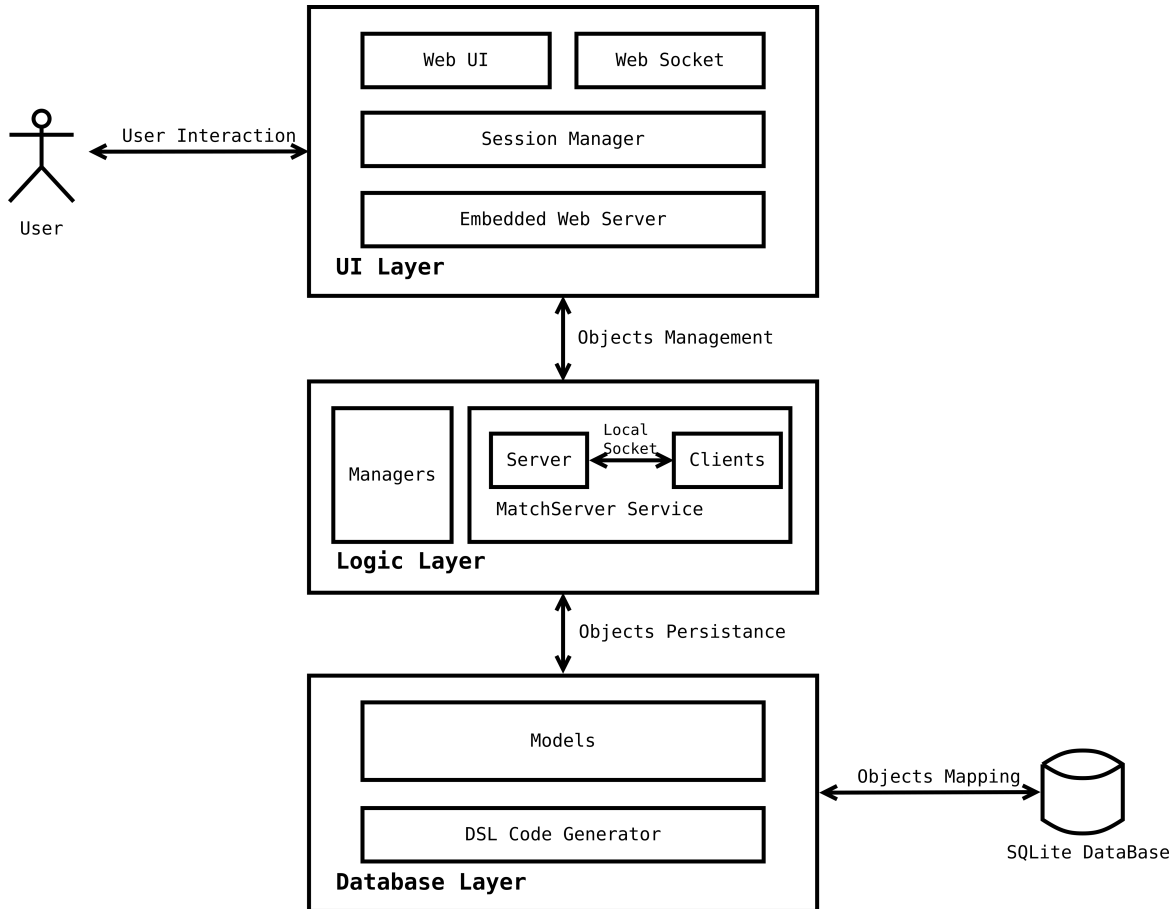 Web UI
Web Socket
User Interaction
Session Manager
User
Embedded Web Server
UI Layer
Objects Management
Local
Socket
Server
Clients
Managers
MatchServer Service
Logic Layer
Objects Persistance
Models
Objects Mapping
DSL Code Generator
SQLite DataBase
Database Layer